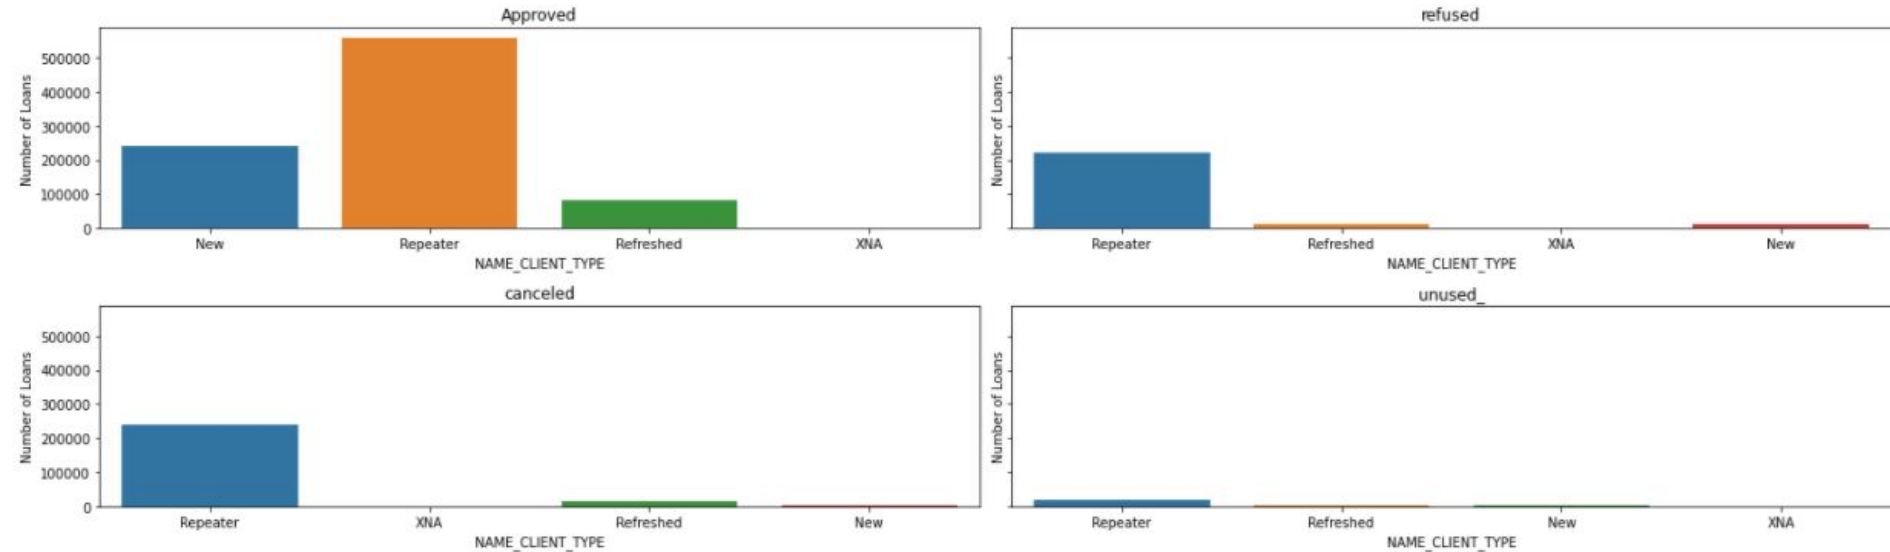 Approved
Number of Loans
500000
400000
300000
200000
100000
0
New Repeater Refreshed XNA
NAME_CLIENT_TYPE
refused
Number of Loans
Repeater Refreshed XNA New
NAME_CLIENT_TYPE
canceled
Number of Loans
500000
400000
300000
200000
100000
0
Repeater XNA Refreshed New
NAME_CLIENT_TYPE
unused_
Number of Loans
Repeater Refreshed New XNA
NAME_CLIENT_TYPE